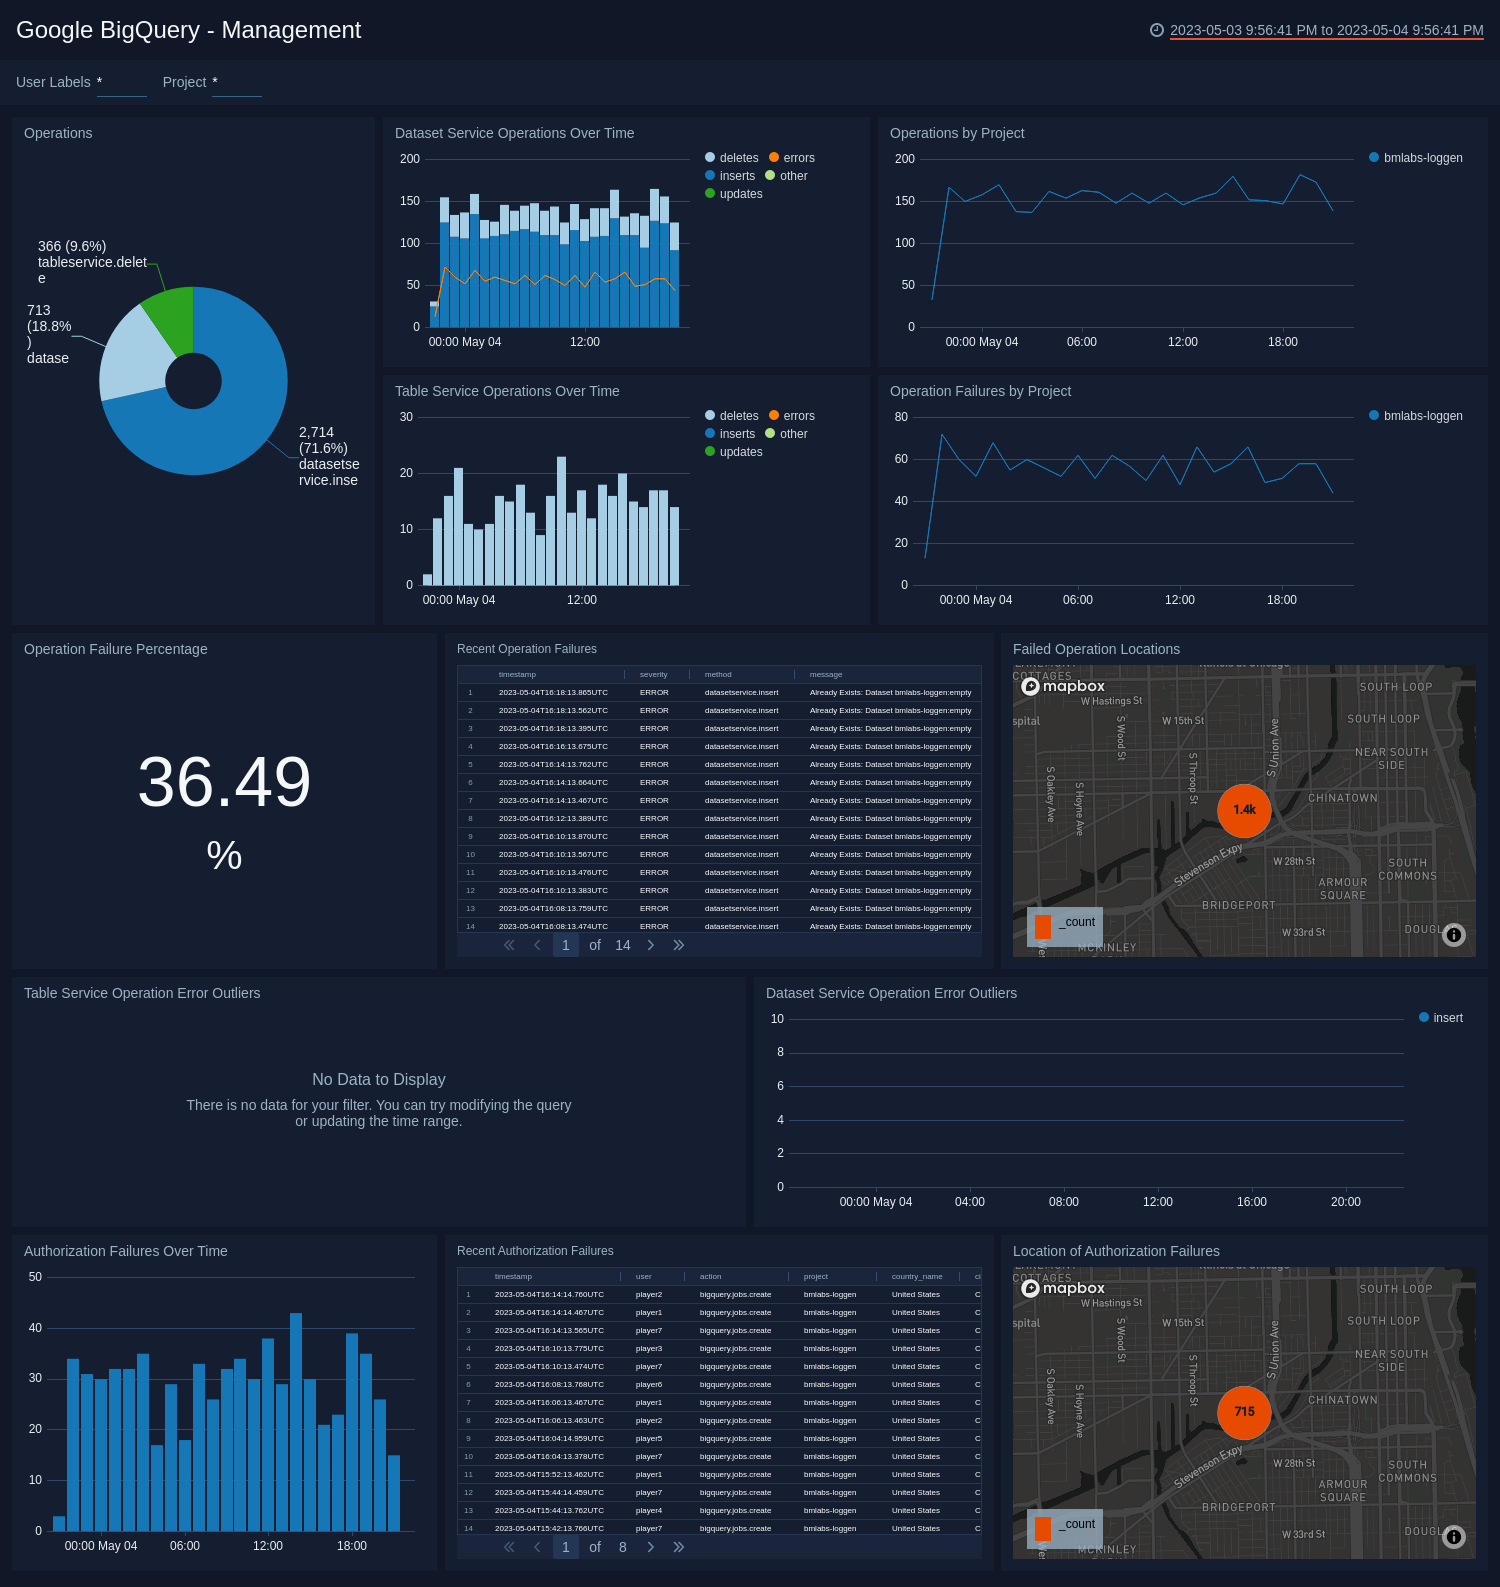 Google BigQuery - Management
2023-05-03 9:56:41 PM to 2023-05-04 9:56:41 PM
User Labels *
Project *
Operations
366 (9.6%)
tableservice.delet
e
713
(18.8%
)
datase
2,714
(71.6%)
datasetse
rvice.inse
Dataset Service Operations Over Time
200
150
100
50
0
00:00 May 04 12:00
deletes errors
inserts other
updates
Operations by Project
200
150
100
50
0
00:00 May 04 06:00 12:00 18:00
bmlabs-loggen
Table Service Operations Over Time
30
20
10
0
00:00 May 04 12:00
deletes errors
inserts other
updates
Operation Failures by Project
80
60
40
20
0
00:00 May 04 06:00 12:00 18:00
bmlabs-loggen
Operation Failure Percentage
36.49
%
Recent Operation Failures
timestamp severity method message
1 2023-05-04T16:18:13.865UTC ERROR datasetservice.insert Already Exists: Dataset bmlabs-loggen:empty
2 2023-05-04T16:18:13.562UTC ERROR datasetservice.insert Already Exists: Dataset bmlabs-loggen:empty
3 2023-05-04T16:18:13.395UTC ERROR datasetservice.insert Already Exists: Dataset bmlabs-loggen:empty
4 2023-05-04T16:16:13.675UTC ERROR datasetservice.insert Already Exists: Dataset bmlabs-loggen:empty
5 2023-05-04T16:14:13.762UTC ERROR datasetservice.insert Already Exists: Dataset bmlabs-loggen:empty
6 2023-05-04T16:14:13.664UTC ERROR datasetservice.insert Already Exists: Dataset bmlabs-loggen:empty
7 2023-05-04T16:14:13.467UTC ERROR datasetservice.insert Already Exists: Dataset bmlabs-loggen:empty
8 2023-05-04T16:12:13.389UTC ERROR datasetservice.insert Already Exists: Dataset bmlabs-loggen:empty
9 2023-05-04T16:10:13.870UTC ERROR datasetservice.insert Already Exists: Dataset bmlabs-loggen:empty
10 2023-05-04T16:10:13.567UTC ERROR datasetservice.insert Already Exists: Dataset bmlabs-loggen:empty
11 2023-05-04T16:10:13.476UTC ERROR datasetservice.insert Already Exists: Dataset bmlabs-loggen:empty
12 2023-05-04T16:10:13.383UTC ERROR datasetservice.insert Already Exists: Dataset bmlabs-loggen:empty
13 2023-05-04T16:08:13.759UTC ERROR datasetservice.insert Already Exists: Dataset bmlabs-loggen:empty
14 2023-05-04T16:08:13.474UTC ERROR datasetservice.insert Already Exists: Dataset bmlabs-loggen:empty
1 of 14
Failed Operation Locations
COTTAGES
mapbox
SOUTH LOOP
W Hastings St
spital
W 15th St
SOUTH LOOP
S Wood St
S Union Ave
NEAR SOUTH
SIDE
S Throop St
S Oakley Ave
S Hoyne Ave
CHINATOWN
1.4k
Stevenson Expy
W 28th St
SOUTH
COMMONS
ARMOUR
SQUARE
BRIDGEPORT
_count
W 33rd St
DOUGL
MCKINLEY
Table Service Operation Error Outliers
No Data to Display
There is no data for your filter. You can try modifying the query
or updating the time range.
Dataset Service Operation Error Outliers
10
8
6
4
2
0
00:00 May 04 04:00 08:00 12:00 16:00 20:00
insert
Authorization Failures Over Time
50
40
30
20
10
0
00:00 May 04 06:00 12:00 18:00
Recent Authorization Failures
timestamp user action project country_name ci
1 2023-05-04T16:14:14.760UTC player2 bigquery.jobs.create bmlabs-loggen United States C
2 2023-05-04T16:14:14.467UTC player1 bigquery.jobs.create bmlabs-loggen United States C
3 2023-05-04T16:14:13.565UTC player7 bigquery.jobs.create bmlabs-loggen United States C
4 2023-05-04T16:10:13.775UTC player3 bigquery.jobs.create bmlabs-loggen United States C
5 2023-05-04T16:10:13.474UTC player7 bigquery.jobs.create bmlabs-loggen United States C
6 2023-05-04T16:08:13.768UTC player6 bigquery.jobs.create bmlabs-loggen United States C
7 2023-05-04T16:06:13.467UTC player1 bigquery.jobs.create bmlabs-loggen United States C
8 2023-05-04T16:06:13.463UTC player2 bigquery.jobs.create bmlabs-loggen United States C
9 2023-05-04T16:04:14.959UTC player5 bigquery.jobs.create bmlabs-loggen United States C
10 2023-05-04T16:04:13.378UTC player7 bigquery.jobs.create bmlabs-loggen United States C
11 2023-05-04T15:52:13.462UTC player1 bigquery.jobs.create bmlabs-loggen United States C
12 2023-05-04T15:44:14.459UTC player7 bigquery.jobs.create bmlabs-loggen United States C
13 2023-05-04T15:44:13.762UTC player4 bigquery.jobs.create bmlabs-loggen United States C
14 2023-05-04T15:42:13.766UTC player7 bigquery.jobs.create bmlabs-loggen United States C
1 of 8
Location of Authorization Failures
COTTAGES
mapbox
SOUTH LOOP
W Hastings St
spital
W 15th St
SOUTH LOOP
S Wood St
S Union Ave
NEAR SOUTH
SIDE
S Throop St
S Oakley Ave
S Hoyne Ave
CHINATOWN
715
Stevenson Expy
W 28th St
SOUTH
COMMONS
ARMOUR
SQUARE
BRIDGEPORT
_count
W 33rd St
DOUGL
MCKINLEY